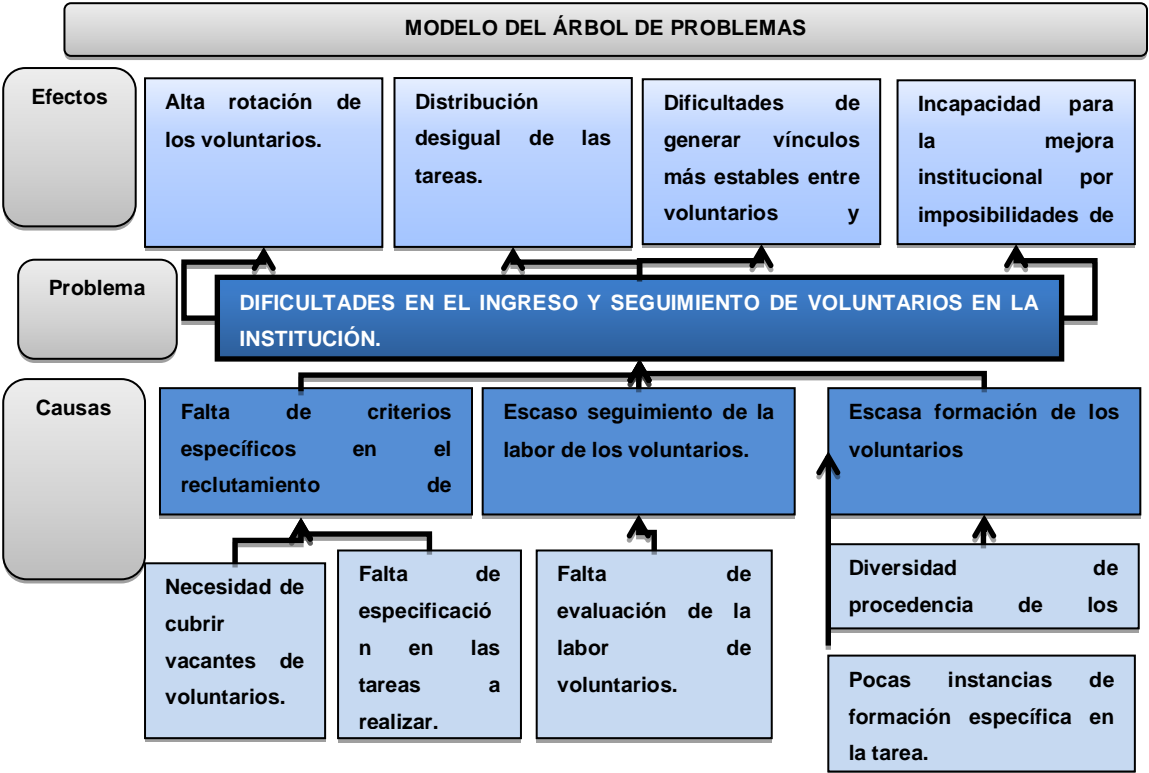 MODELO DEL ÁRBOL DE PROBLEMAS
Efectos
Alta rotación de
los voluntarios.
Distribución
desigual de las
tareas.
Dificultades de
generar vínculos
más estables entre
voluntarios y
Incapacidad para
la mejora
institucional por
imposibilidades de
Problema
DIFICULTADES EN EL INGRESO Y SEGUIMIENTO DE VOLUNTARIOS EN LA
INSTITUCIÓN.
Causas
Falta de criterios
específicos en el
reclutamiento de
Escaso seguimiento de la
labor de los voluntarios.
Escasa formación de los
voluntarios
Necesidad de
cubrir
vacantes de
voluntarios.
Falta de
especificació
n en las
tareas a
realizar.
Falta de
evaluación de la
labor de
voluntarios.
Diversidad de
procedencia de los
Pocas instancias de
formación específica en
la tarea.